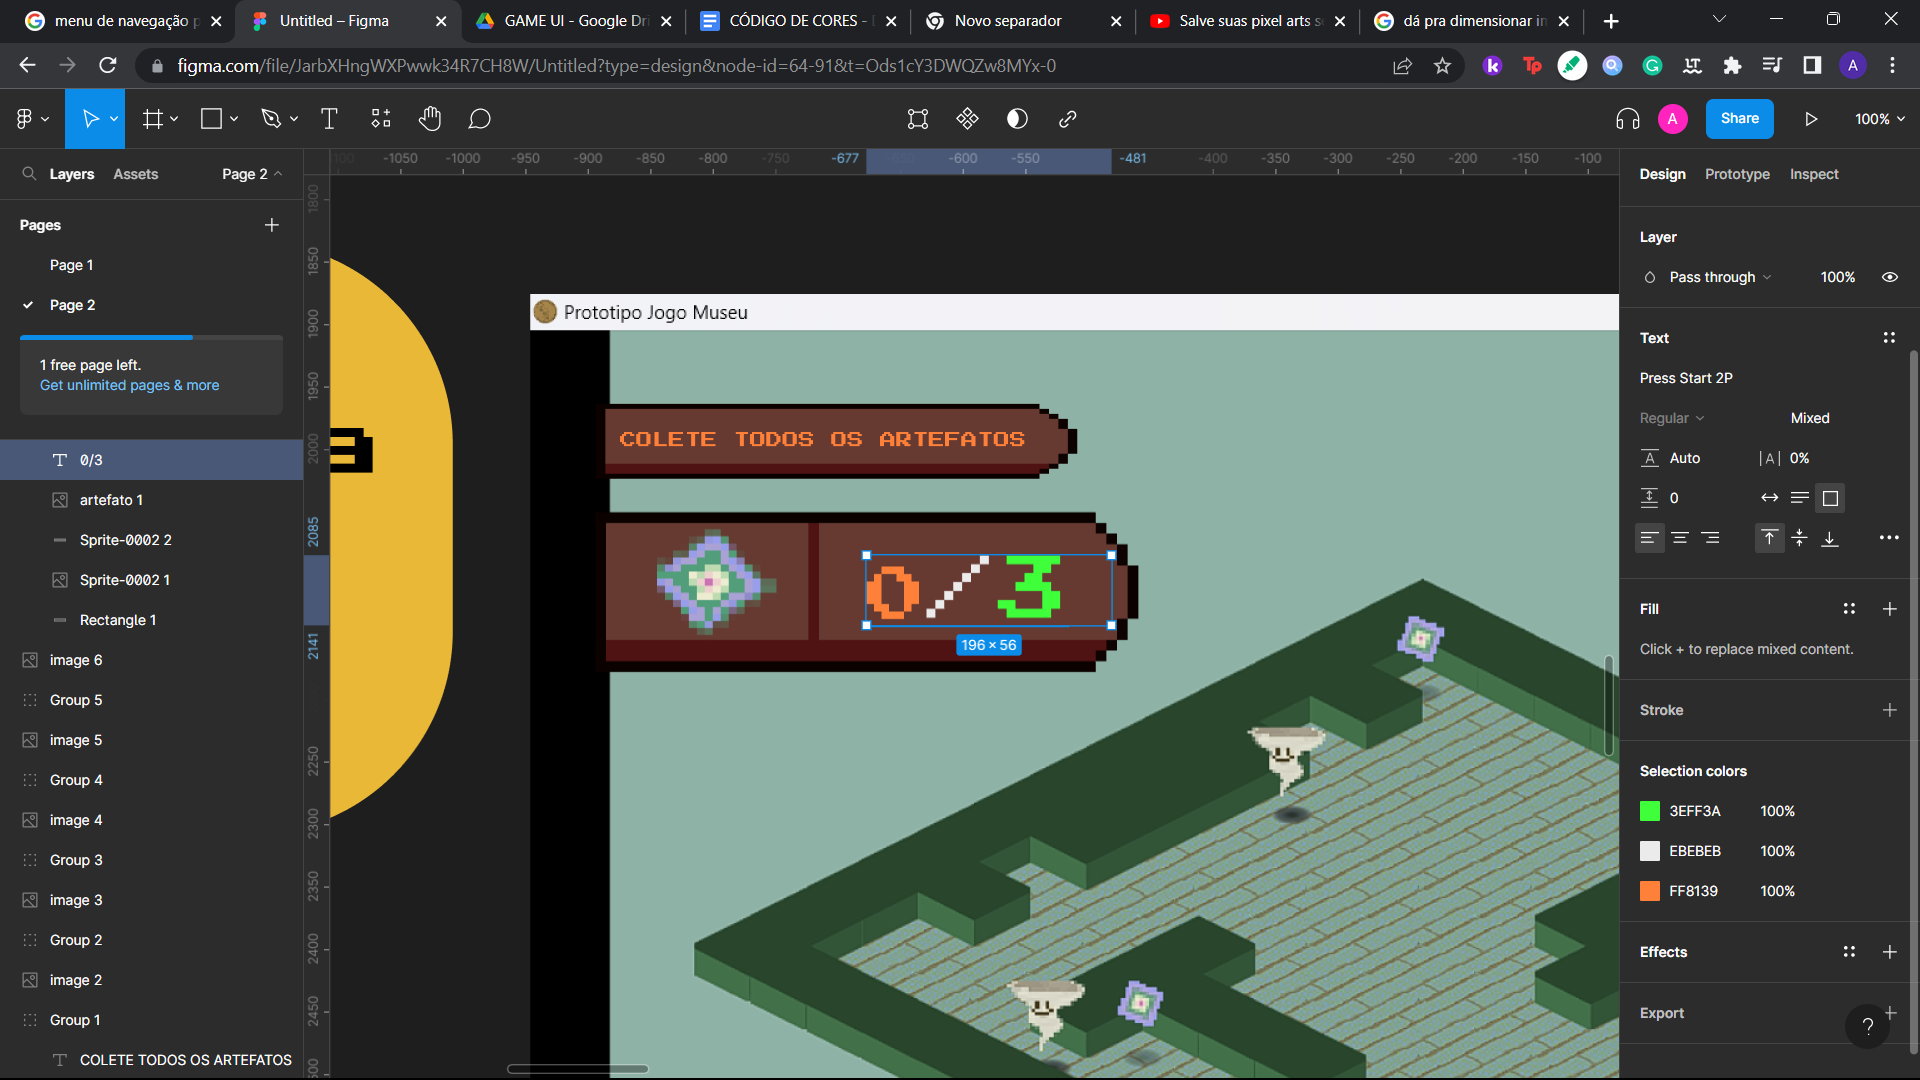 menu de navegação p
Untitled – Figma
GAME UI - Google Dri
CÓDIGO DE CORES -
Novo separador
Salve suas pixel arts s
dá pra dimensionar i
figma.com/file/JarbXHngWXPwwk34R7CH8W/Untitled?type=design&node-id=64-91&t=Ods1cY3DWQZw8MYx-0
A
A
Share
100%
Layers
Assets
Page 2
-1050
-1000
-950
-900
-850
-800
-750
-677
-600
-550
-481
-400
-350
-300
-250
-200
-150
-100
Design
Prototype
Inspect
Pages
Page 1
Page 2
1 free page left.
Get unlimited pages & more
0/3
artefato 1
Sprite-0002 2
Sprite-0002 1
Rectangle 1
image 6
Group 5
image 5
Group 4
image 4
Group 3
image 3
Group 2
image 2
Group 1
COLETE TODOS OS ARTEFATOS
1800
1850
1900
1950
2000
2085
2141
2250
2300
2350
2400
2450
Prototipo Jogo Museu
COLETE TODOS OS ARTEFATOS
0/3
196 × 56
Layer
Pass through
100%
Text
Press Start 2P
Regular
Mixed
Auto
0%
0
Fill
Click + to replace mixed content.
Stroke
Selection colors
3EFF3A
100%
EBEBEB
100%
FF8139
100%
Effects
Export
?